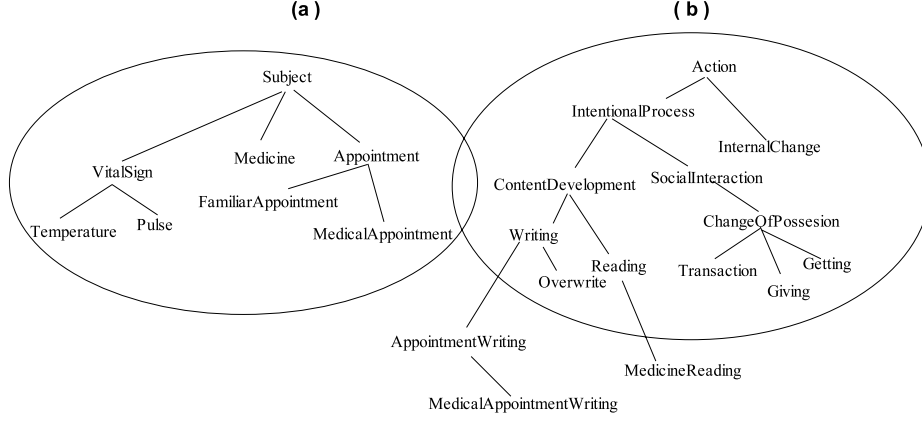 (a ) ( b )
Subject
Action
IntentionalProcess
InternalChange
Medicine
Appointment
VitalSign
SocialInteraction
ContentDevelopment
FamiliarAppointment
ChangeOfPossesion
Temperature
Pulse
MedicalAppointment
Writing
Reading
Getting
Transaction
Overwrite
Giving
AppointmentWriting
MedicineReading
MedicalAppointmentWriting